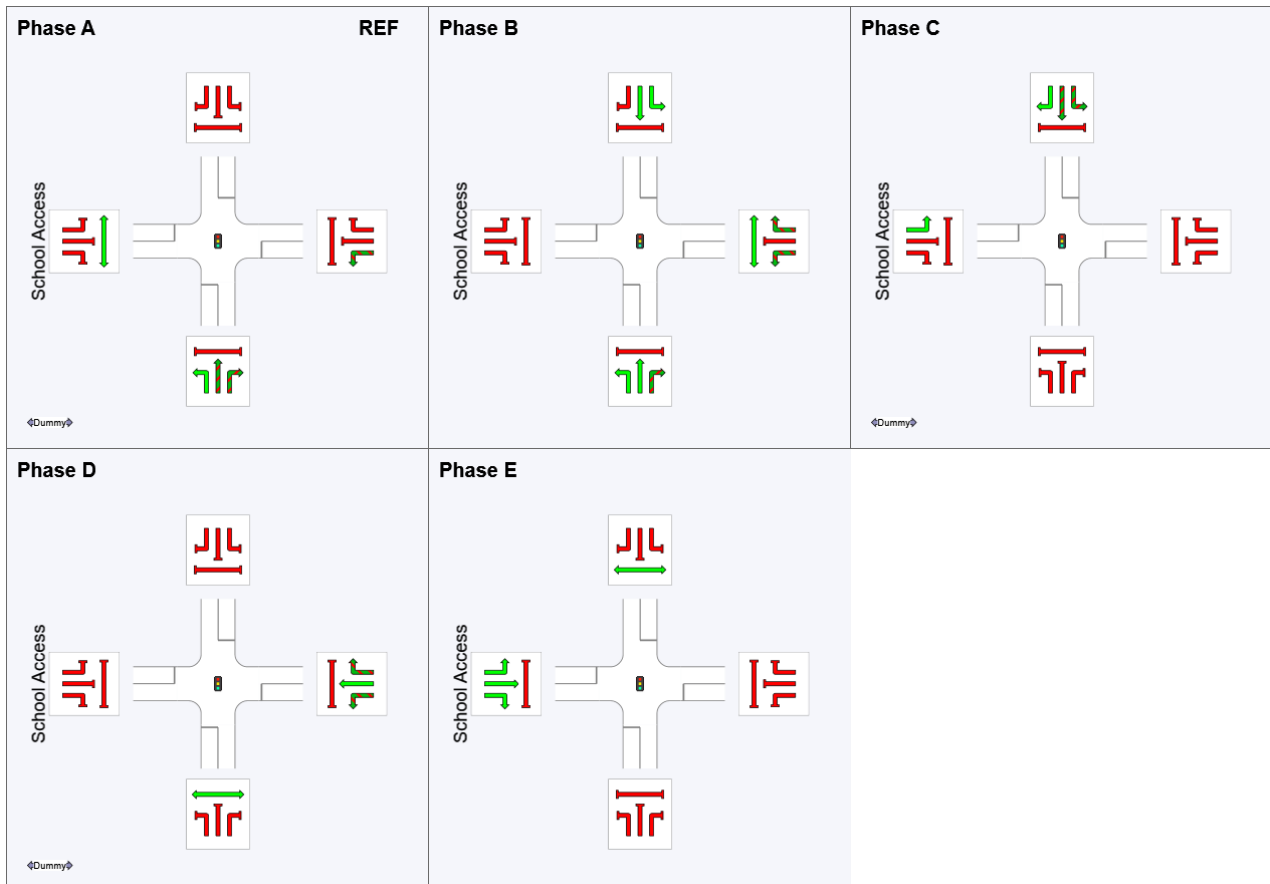 Phase A
REF
School Access
Dummy
Phase B
School Access
Phase C
School Access
Dummy
Phase D
School Access
Dummy
Phase E
School Access